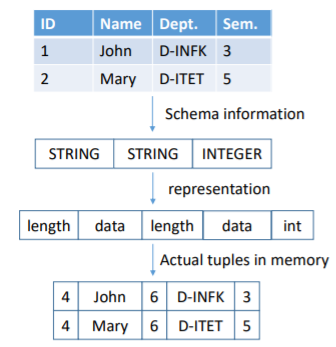 ID Name Dept. Sem.
1 John D-INFK 3
2 Mary D-ITET 5
Schema information
STRING STRING INTEGER
representation
length data length data int
Actual tuples in memory
4 John 6 D-INFK 3
4 Mary 6 D-ITET 5